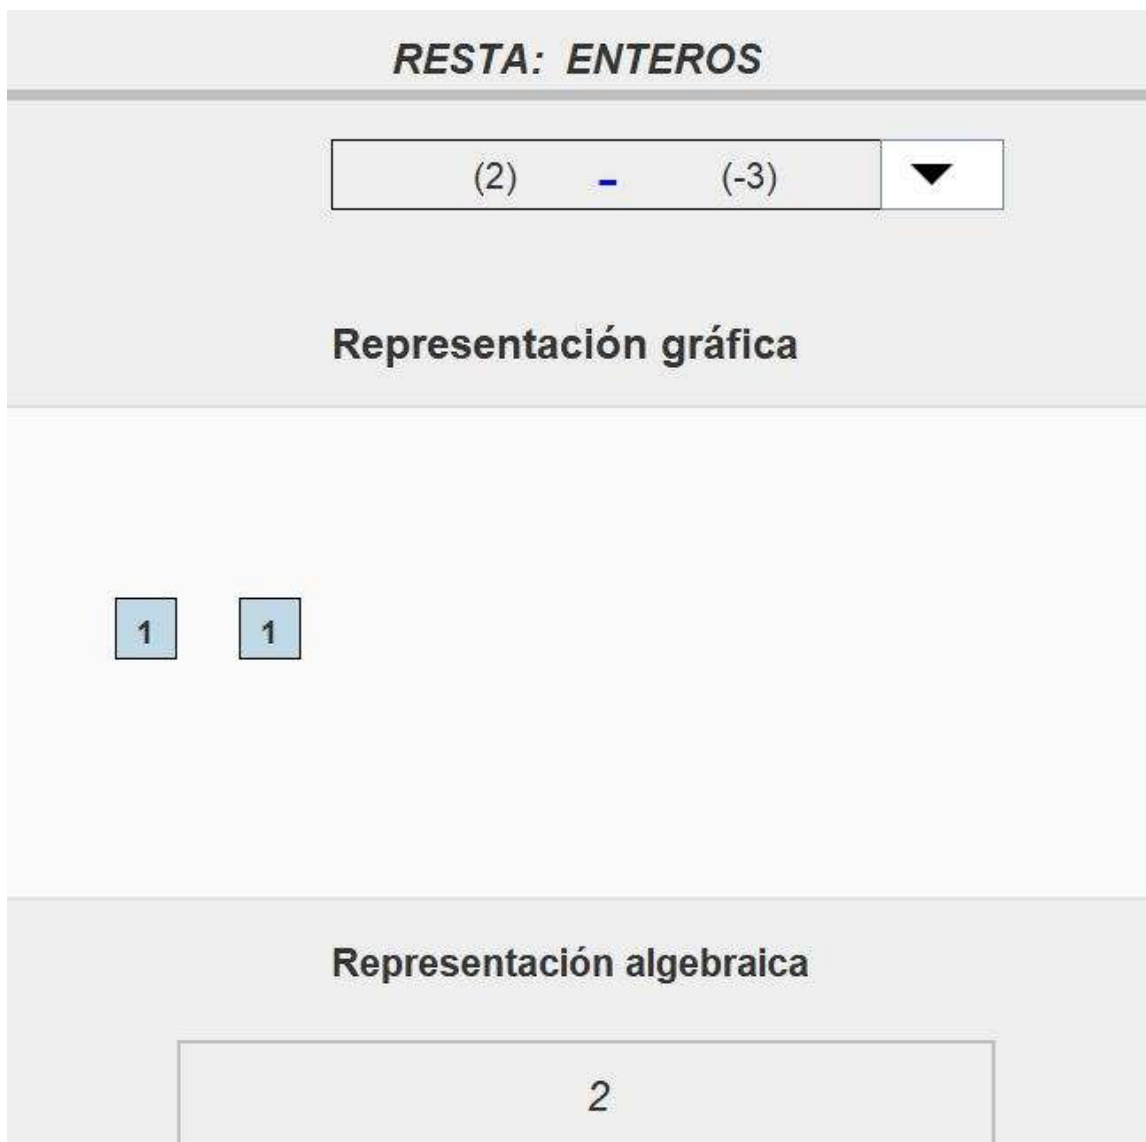 RESTA: ENTEROS
(2) - (-3)
Representación gráfica
1 1
Representación algebraica
2